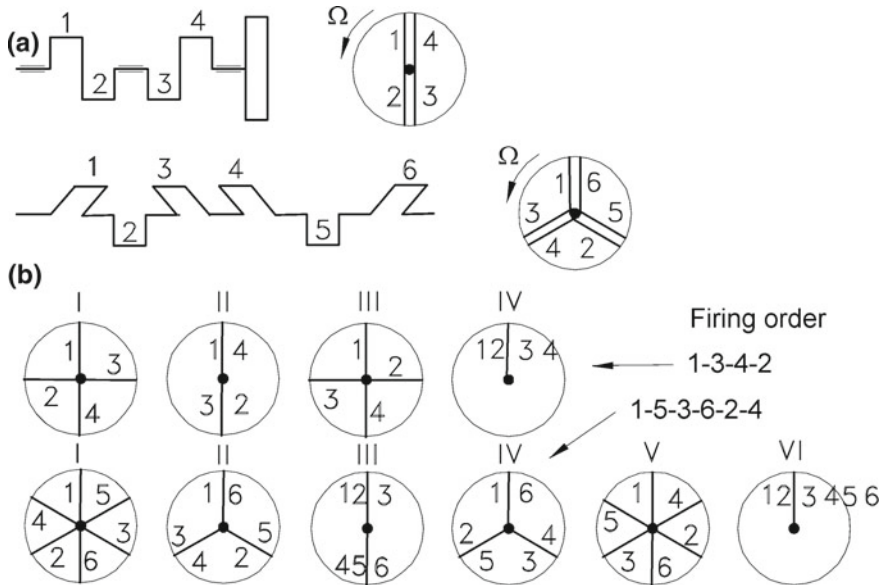 (a)
1 4
2 3
Ω
1 4
2 3
1 3 4 6
2 5
Ω
1 6
3 5
4 2
(b)
I II III IV
Firing order
1 3 2 4
1 4 3 2
1 2 3 4
12 3 4
1-3-4-2
1-5-3-6-2-4
I II III IV V VI
1 5 4 3 2 6
1 6 3 5 4 2
12 3 45 6
1 6 2 4 5 3
1 4 5 2 3 6
12 3 45 6